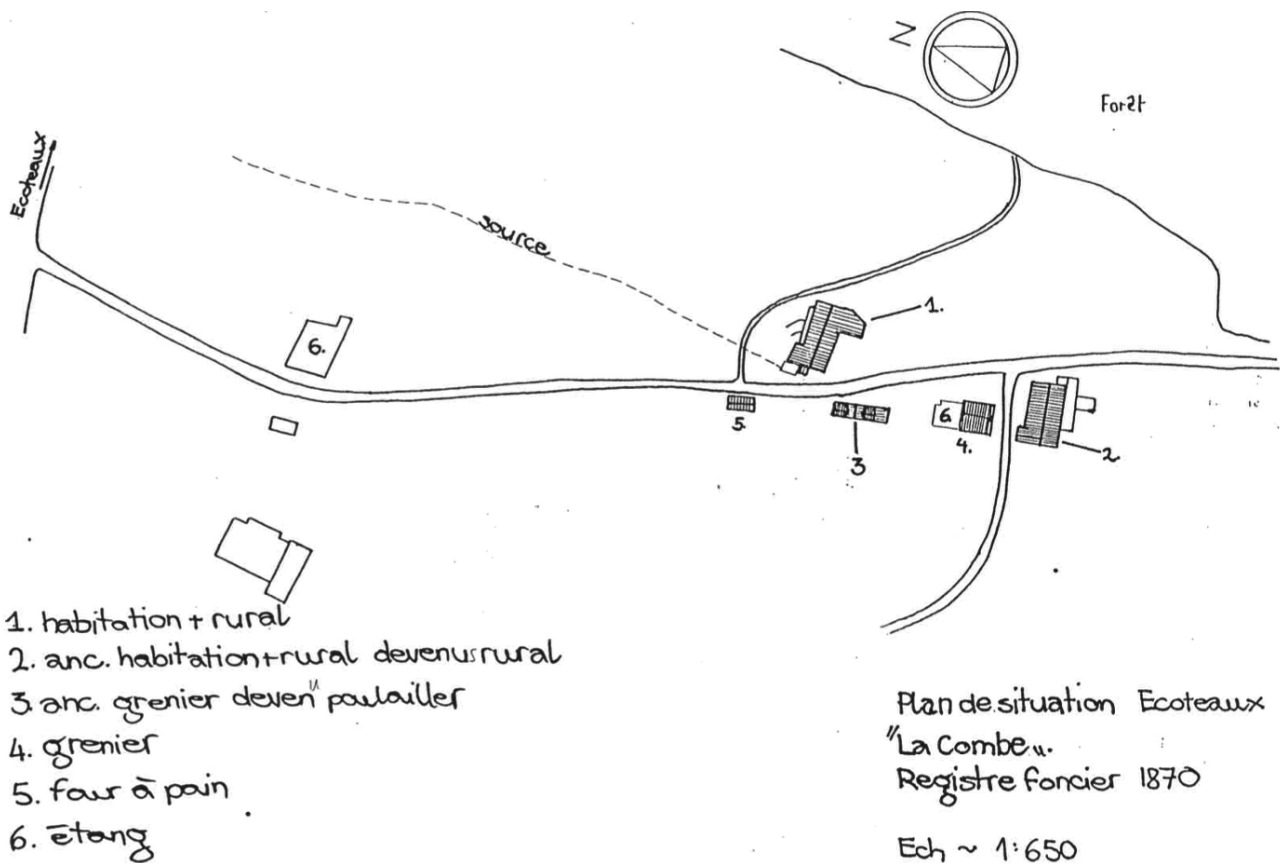 N
Forêt
Ecoteaux
source
1.
6.
5.
3
6
4.
2.
1. habitation + rural
2. anc. habitation+rural devenus rural
3. anc. grenier devenu poulailler
4. grenier
5. four à pain
6. étang
Plan de situation Ecoteaux
"La Combe".
Registre foncier 1870
Ech ~ 1:650